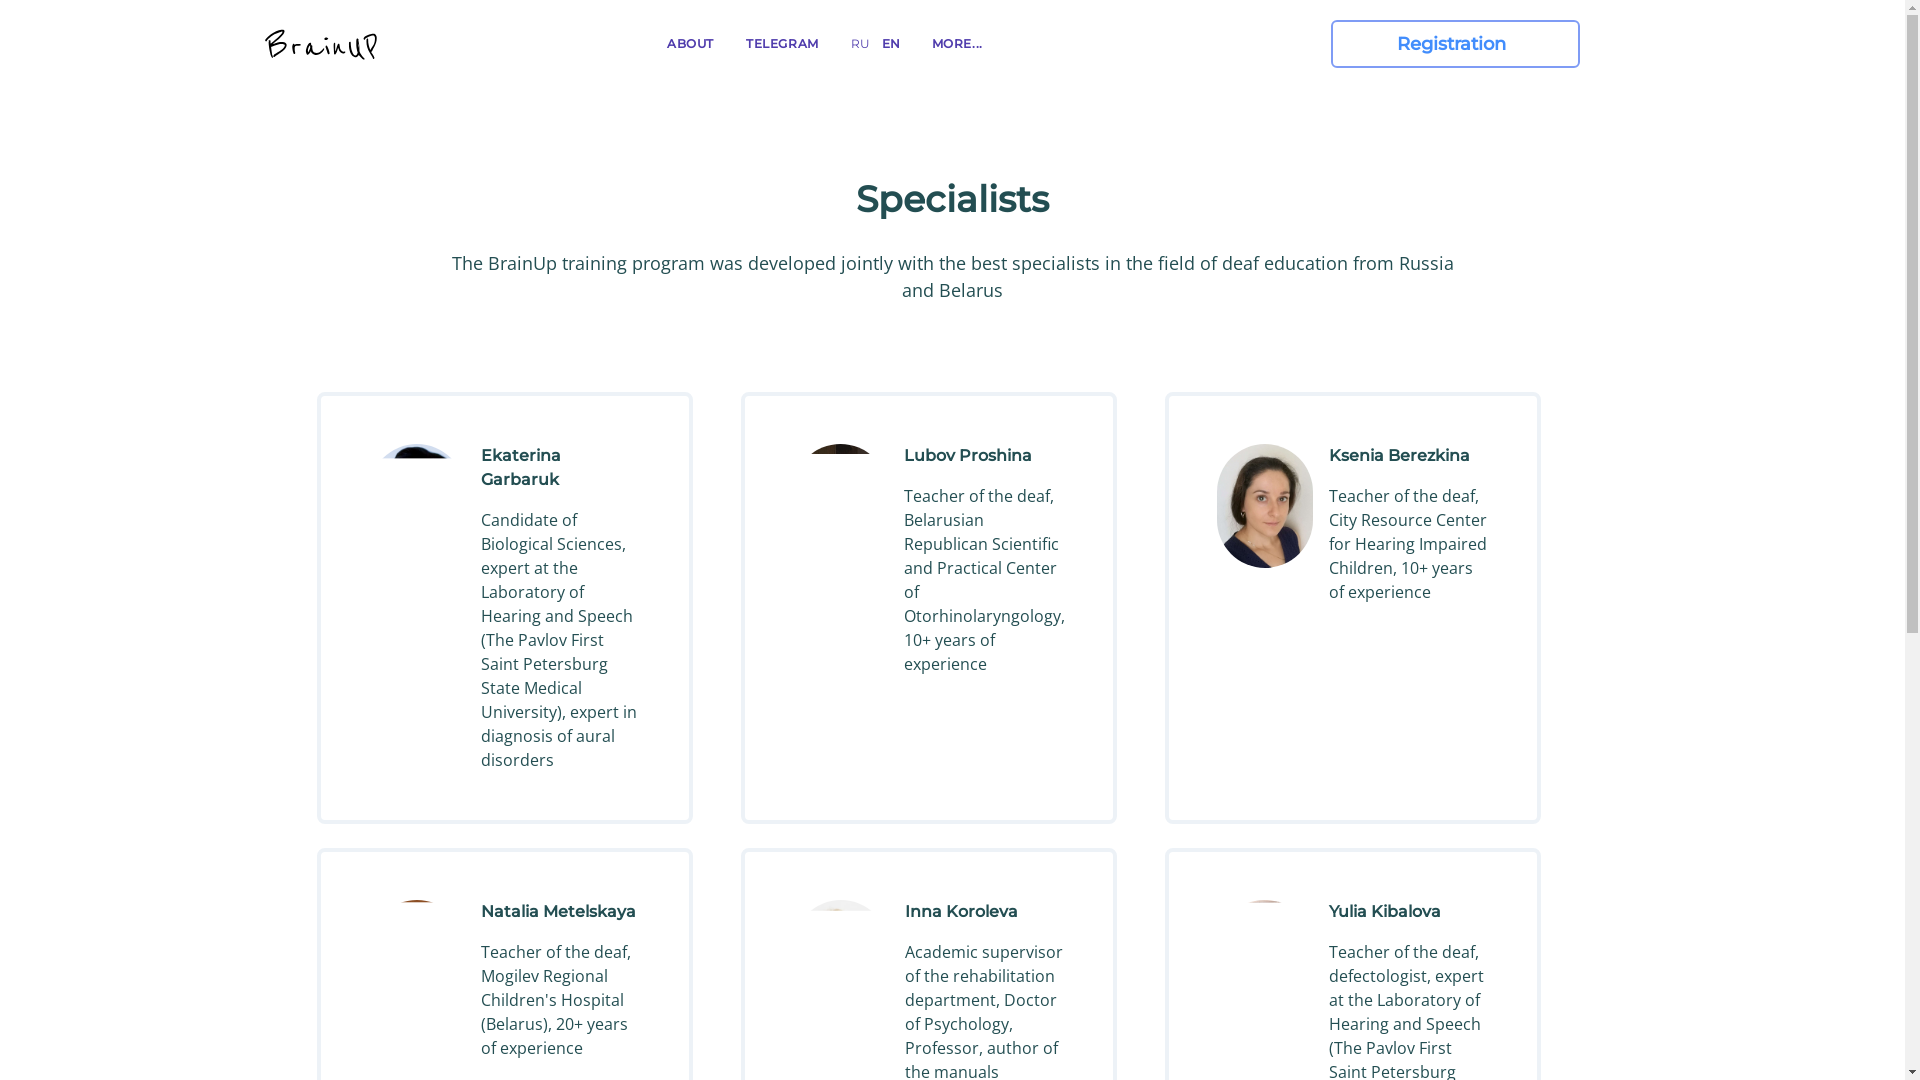 BrainUP
ABOUT
TELEGRAM
RU
EN
MORE...
Registration
Specialists
The BrainUp training program was developed jointly with the best specialists in the field of deaf education from Russia
and Belarus
Ekaterina
Garbaruk
Candidate of
Biological Sciences,
expert at the
Laboratory of
Hearing and Speech
(The Pavlov First
Saint Petersburg
State Medical
University), expert in
diagnosis of aural
disorders
Lubov Proshina
Teacher of the deaf,
Belarusian
Republican Scientific
and Practical Center
of
Otorhinolaryngology,
10+ years of
experience
Ksenia Berezkina
Teacher of the deaf,
City Resource Center
for Hearing Impaired
Children, 10+ years
of experience
Natalia Metelskaya
Teacher of the deaf,
Mogilev Regional
Children's Hospital
(Belarus), 20+ years
of experience
Inna Koroleva
Academic supervisor
of the rehabilitation
department, Doctor
of Psychology,
Professor, author of
the manuals
Yulia Kibalova
Teacher of the deaf,
defectologist, expert
at the Laboratory of
Hearing and Speech
(The Pavlov First
Saint Petersburg